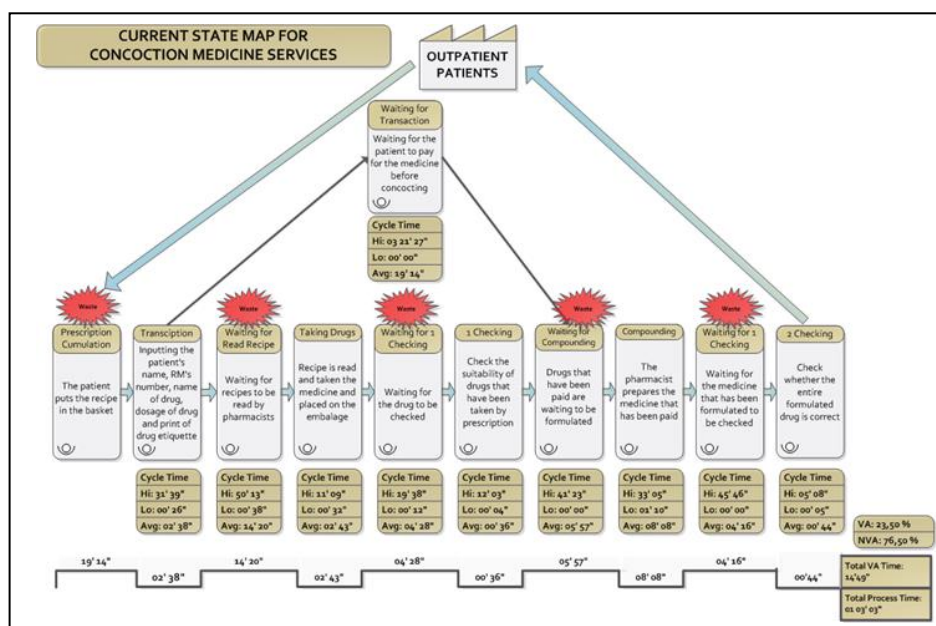 CURRENT STATE MAP FOR
CONCOCTION MEDICINE SERVICES
OUTPATIENT
PATIENTS
Waiting for
Transaction
Waiting for the
patient to pay
for the medicine
before
concocting
Cycle Time
Hi: 03 21' 27"
Lo: 00' 00"
Avg: 19' 14"
Waste
Prescription
Cumulation
The patient
puts the recipe
in the basket
Transciption
Inputting the
patient's
name, RM's
number, name
of drug,
dosage of drug
and print of
drug etiquette
Cycle Time
Hi: 31' 39"
Lo: 00' 26"
Avg: 02' 38"
Waste
Waiting for
Read Recipe
Waiting for
recipes to be
read by
pharmacists
Cycle Time
Hi: 50' 13"
Lo: 00' 38"
Avg: 14' 20"
Taking Drugs
Recipe is read
and taken the
medicine and
placed on the
embalage
Cycle Time
Hi: 11' 09"
Lo: 00' 32"
Avg: 02' 43"
Waste
Waiting for 1
Checking
Waiting for the
drug to be
checked
Cycle Time
Hi: 19' 38"
Lo: 00' 12"
Avg: 04' 28"
1 Checking
Check the
suitability of
drugs that
have been
taken by
prescription
Cycle Time
Hi: 12' 03"
Lo: 00' 04"
Avg: 00' 36"
Waste
Waiting for
Compounding
Drugs that
have been
paid are
waiting to be
formulated
Cycle Time
Hi: 41' 23"
Lo: 00' 00"
Avg: 05' 57"
Compounding
The
pharmacist
prepares the
medicine that
has been paid
Cycle Time
Hi: 33' 05"
Lo: 01' 10"
Avg: 08' 08"
Waste
Waiting for 1
Checking
Waiting for
the medicine
that has been
formulated to
be checked
Cycle Time
Hi: 45' 46"
Lo: 00' 00"
Avg: 04' 16"
2 Checking
Check
whether the
entire
formulated
drug is correct
Cycle Time
Hi: 05' 08"
Lo: 00' 05"
Avg: 00' 44"
VA: 23,50 %
NVA: 76,50 %
19' 14"
02' 38"
14' 20"
02' 43"
04' 28"
00' 36"
05' 57"
08' 08"
04' 16"
00'44"
Total VA Time:
14'49"
Total Process Time:
01 03' 03"